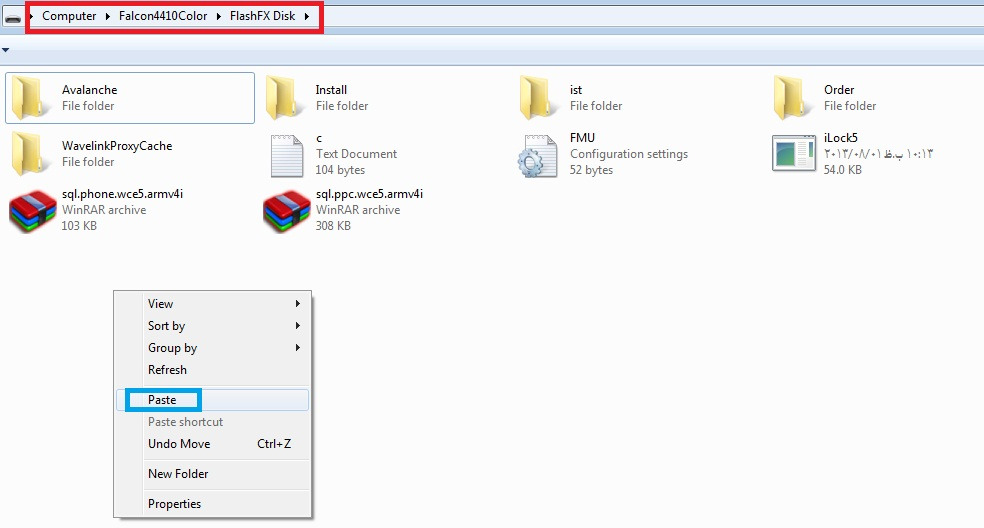 Computer ▸ Falcon4410Color ▸ FlashFX Disk ▸
Avalanche
File folder
Install
File folder
ist
File folder
Order
File folder
WavelinkProxyCache
File folder
c
Text Document
104 bytes
FMU
Configuration settings
52 bytes
iLock5
۲۰۱۳/۰۸/۰۱ ب.ظ ۱۰:۱۳
54.0 KB
sql.phone.wce5.armv4i
WinRAR archive
103 KB
sql.ppc.wce5.armv4i
WinRAR archive
308 KB
View
Sort by
Group by
Refresh
Paste
Paste shortcut
Undo Move Ctrl+Z
New Folder
Properties